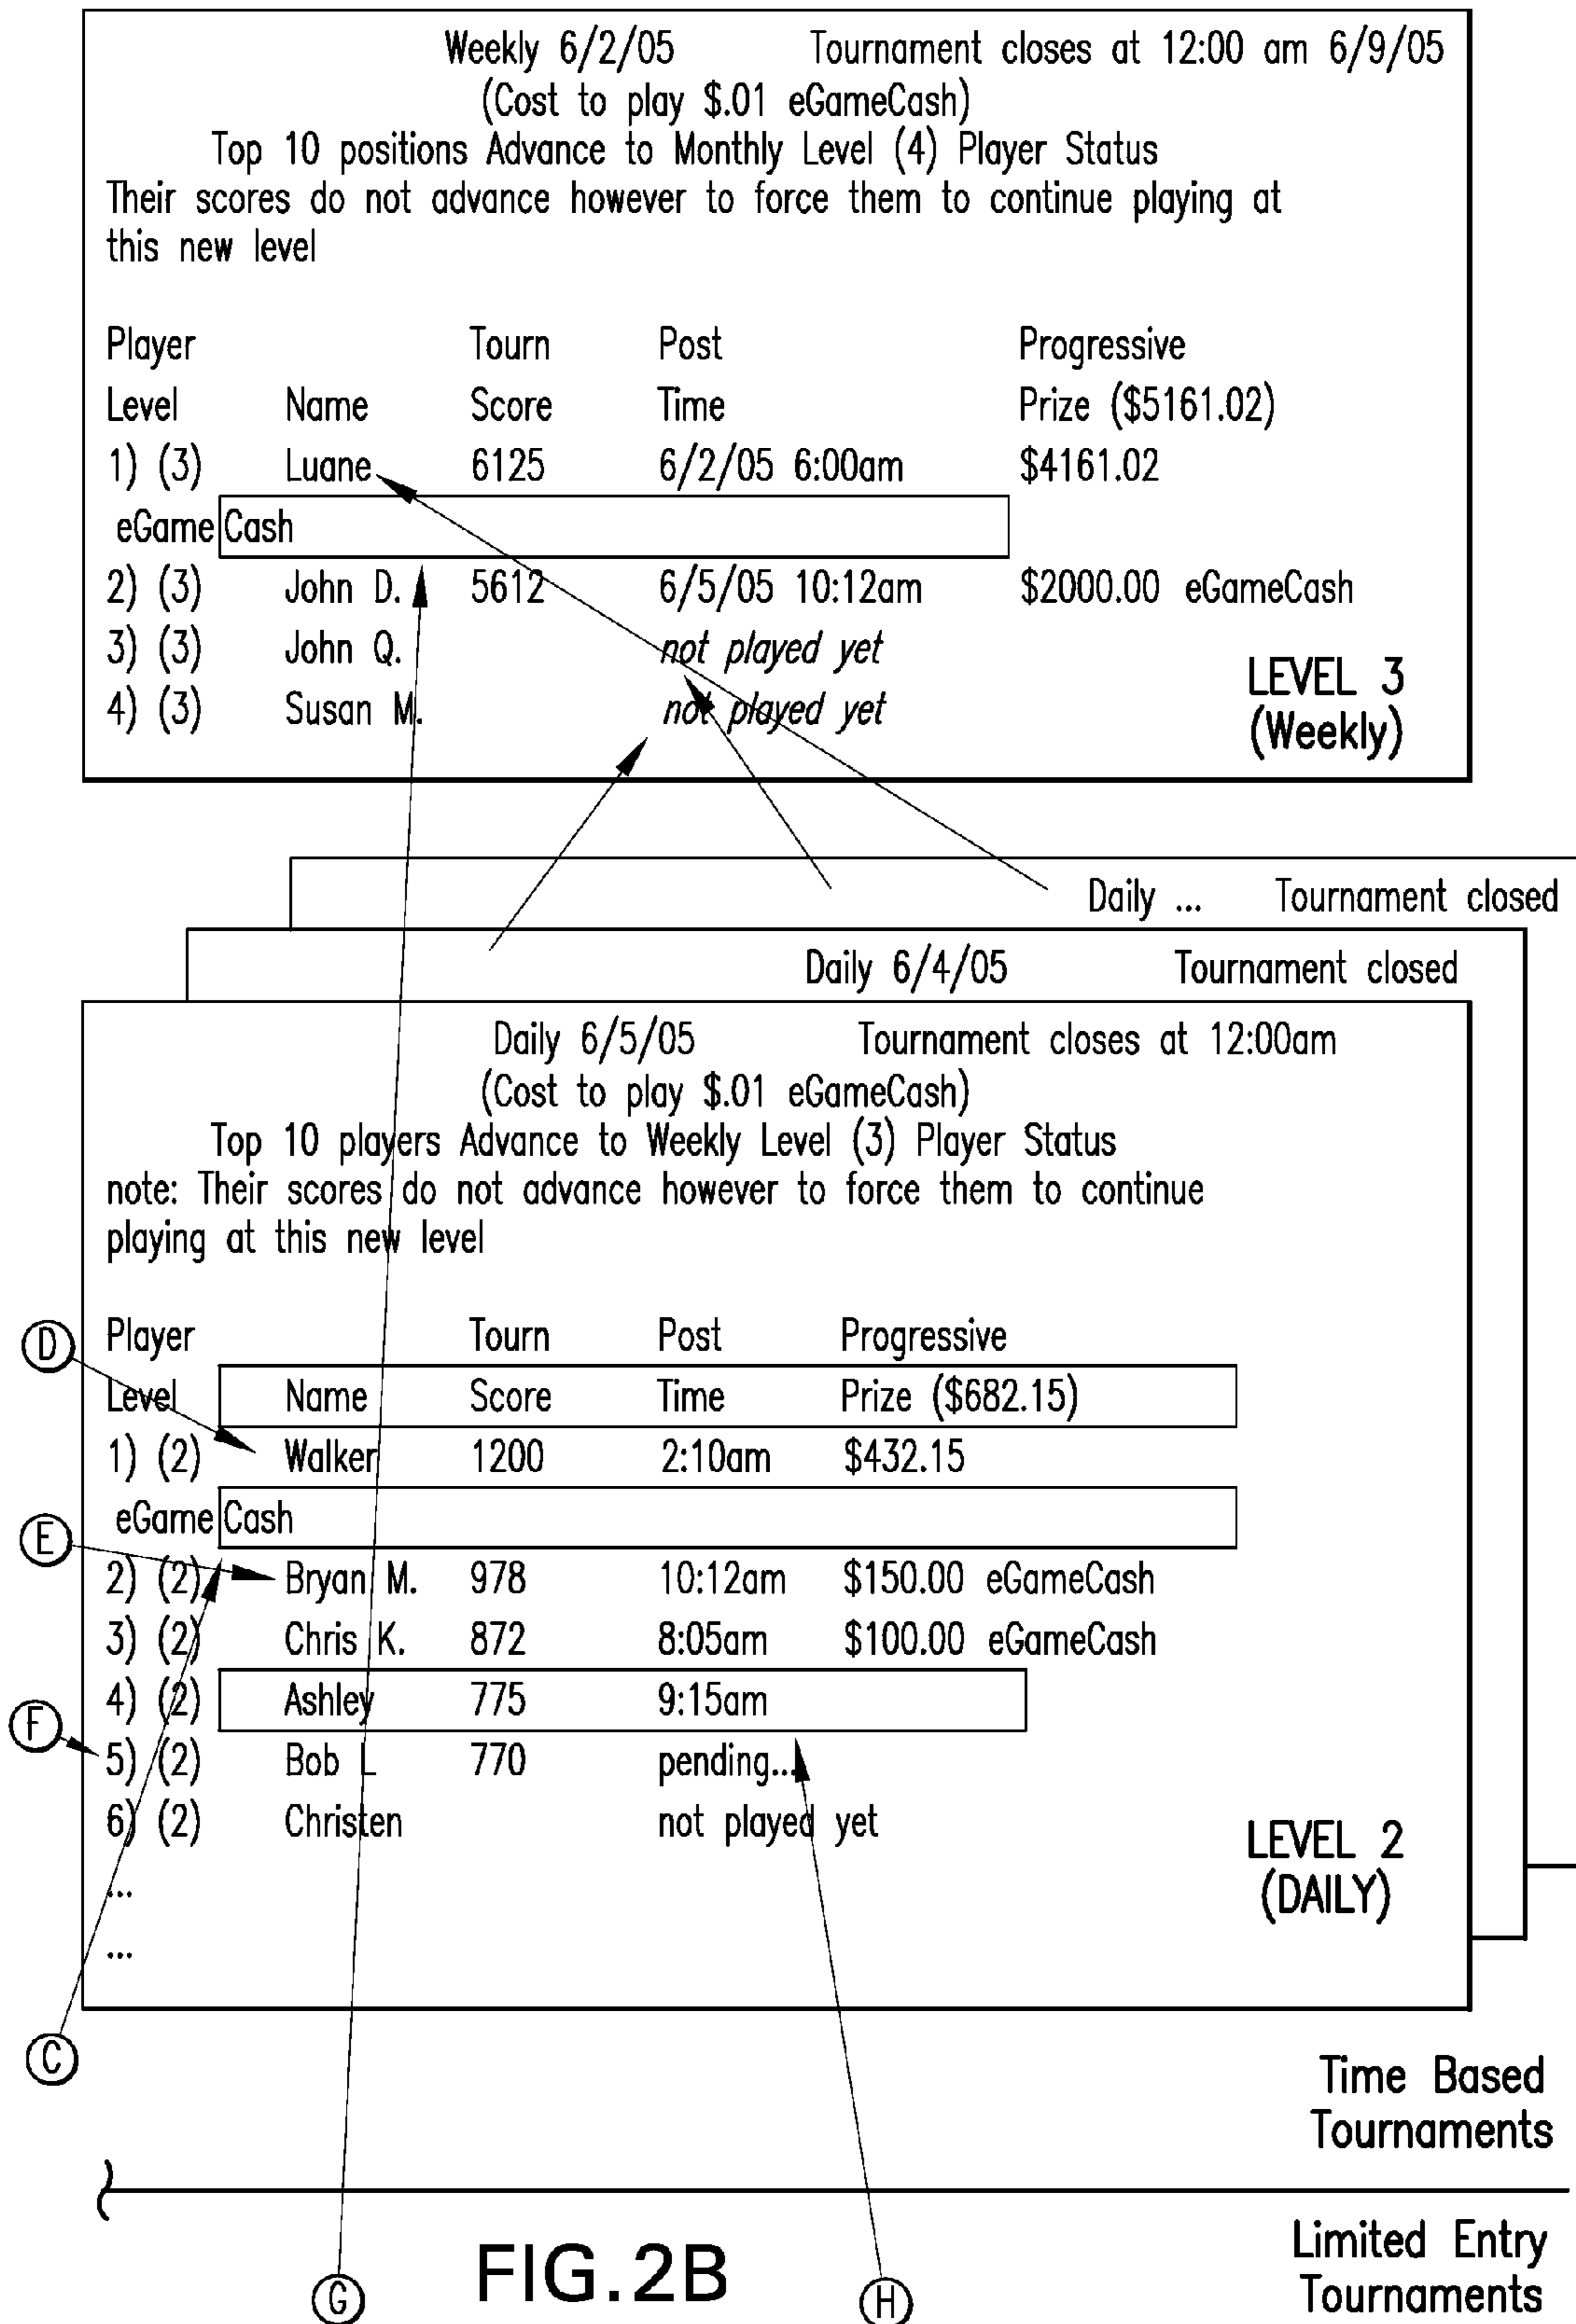 Weekly 6/2/05 Tournament closes at 12:00 am 6/9/05
(Cost to play $.01 eGameCash)
Top 10 positions Advance to Monthly Level (4) Player Status
Their scores do not advance however to force them to continue playing at
this new level
Player Tourn Post Progressive
Level Name Score Time Prize ($5161.02)
1) (3) Luane 6125 6/2/05 6:00am $4161.02
eGame Cash
2) (3) John D. 5612 6/5/05 10:12am $2000.00 eGameCash
3) (3) John Q. not played yet
4) (3) Susan M. not played yet
LEVEL 3
(Weekly)
Daily ... Tournament closed
Daily 6/4/05 Tournament closed
Daily 6/5/05 Tournament closes at 12:00am
(Cost to play $.01 eGameCash)
Top 10 players Advance to Weekly Level (3) Player Status
note: Their scores do not advance however to force them to continue
playing at this new level
D
Player Tourn Post Progressive
Level Name Score Time Prize ($682.15)
1) (2) Walker 1200 2:10am $432.15
eGame Cash
E
2) (2) Bryan M. 978 10:12am $150.00 eGameCash
3) (2) Chris K. 872 8:05am $100.00 eGameCash
4) (2) Ashley 775 9:15am
F
5) (2) Bob L 770 pending...
6) (2) Christen not played yet
LEVEL 2
(DAILY)
...
...
C
Time Based
Tournaments
Limited Entry
Tournaments
G
FIG.2B
H